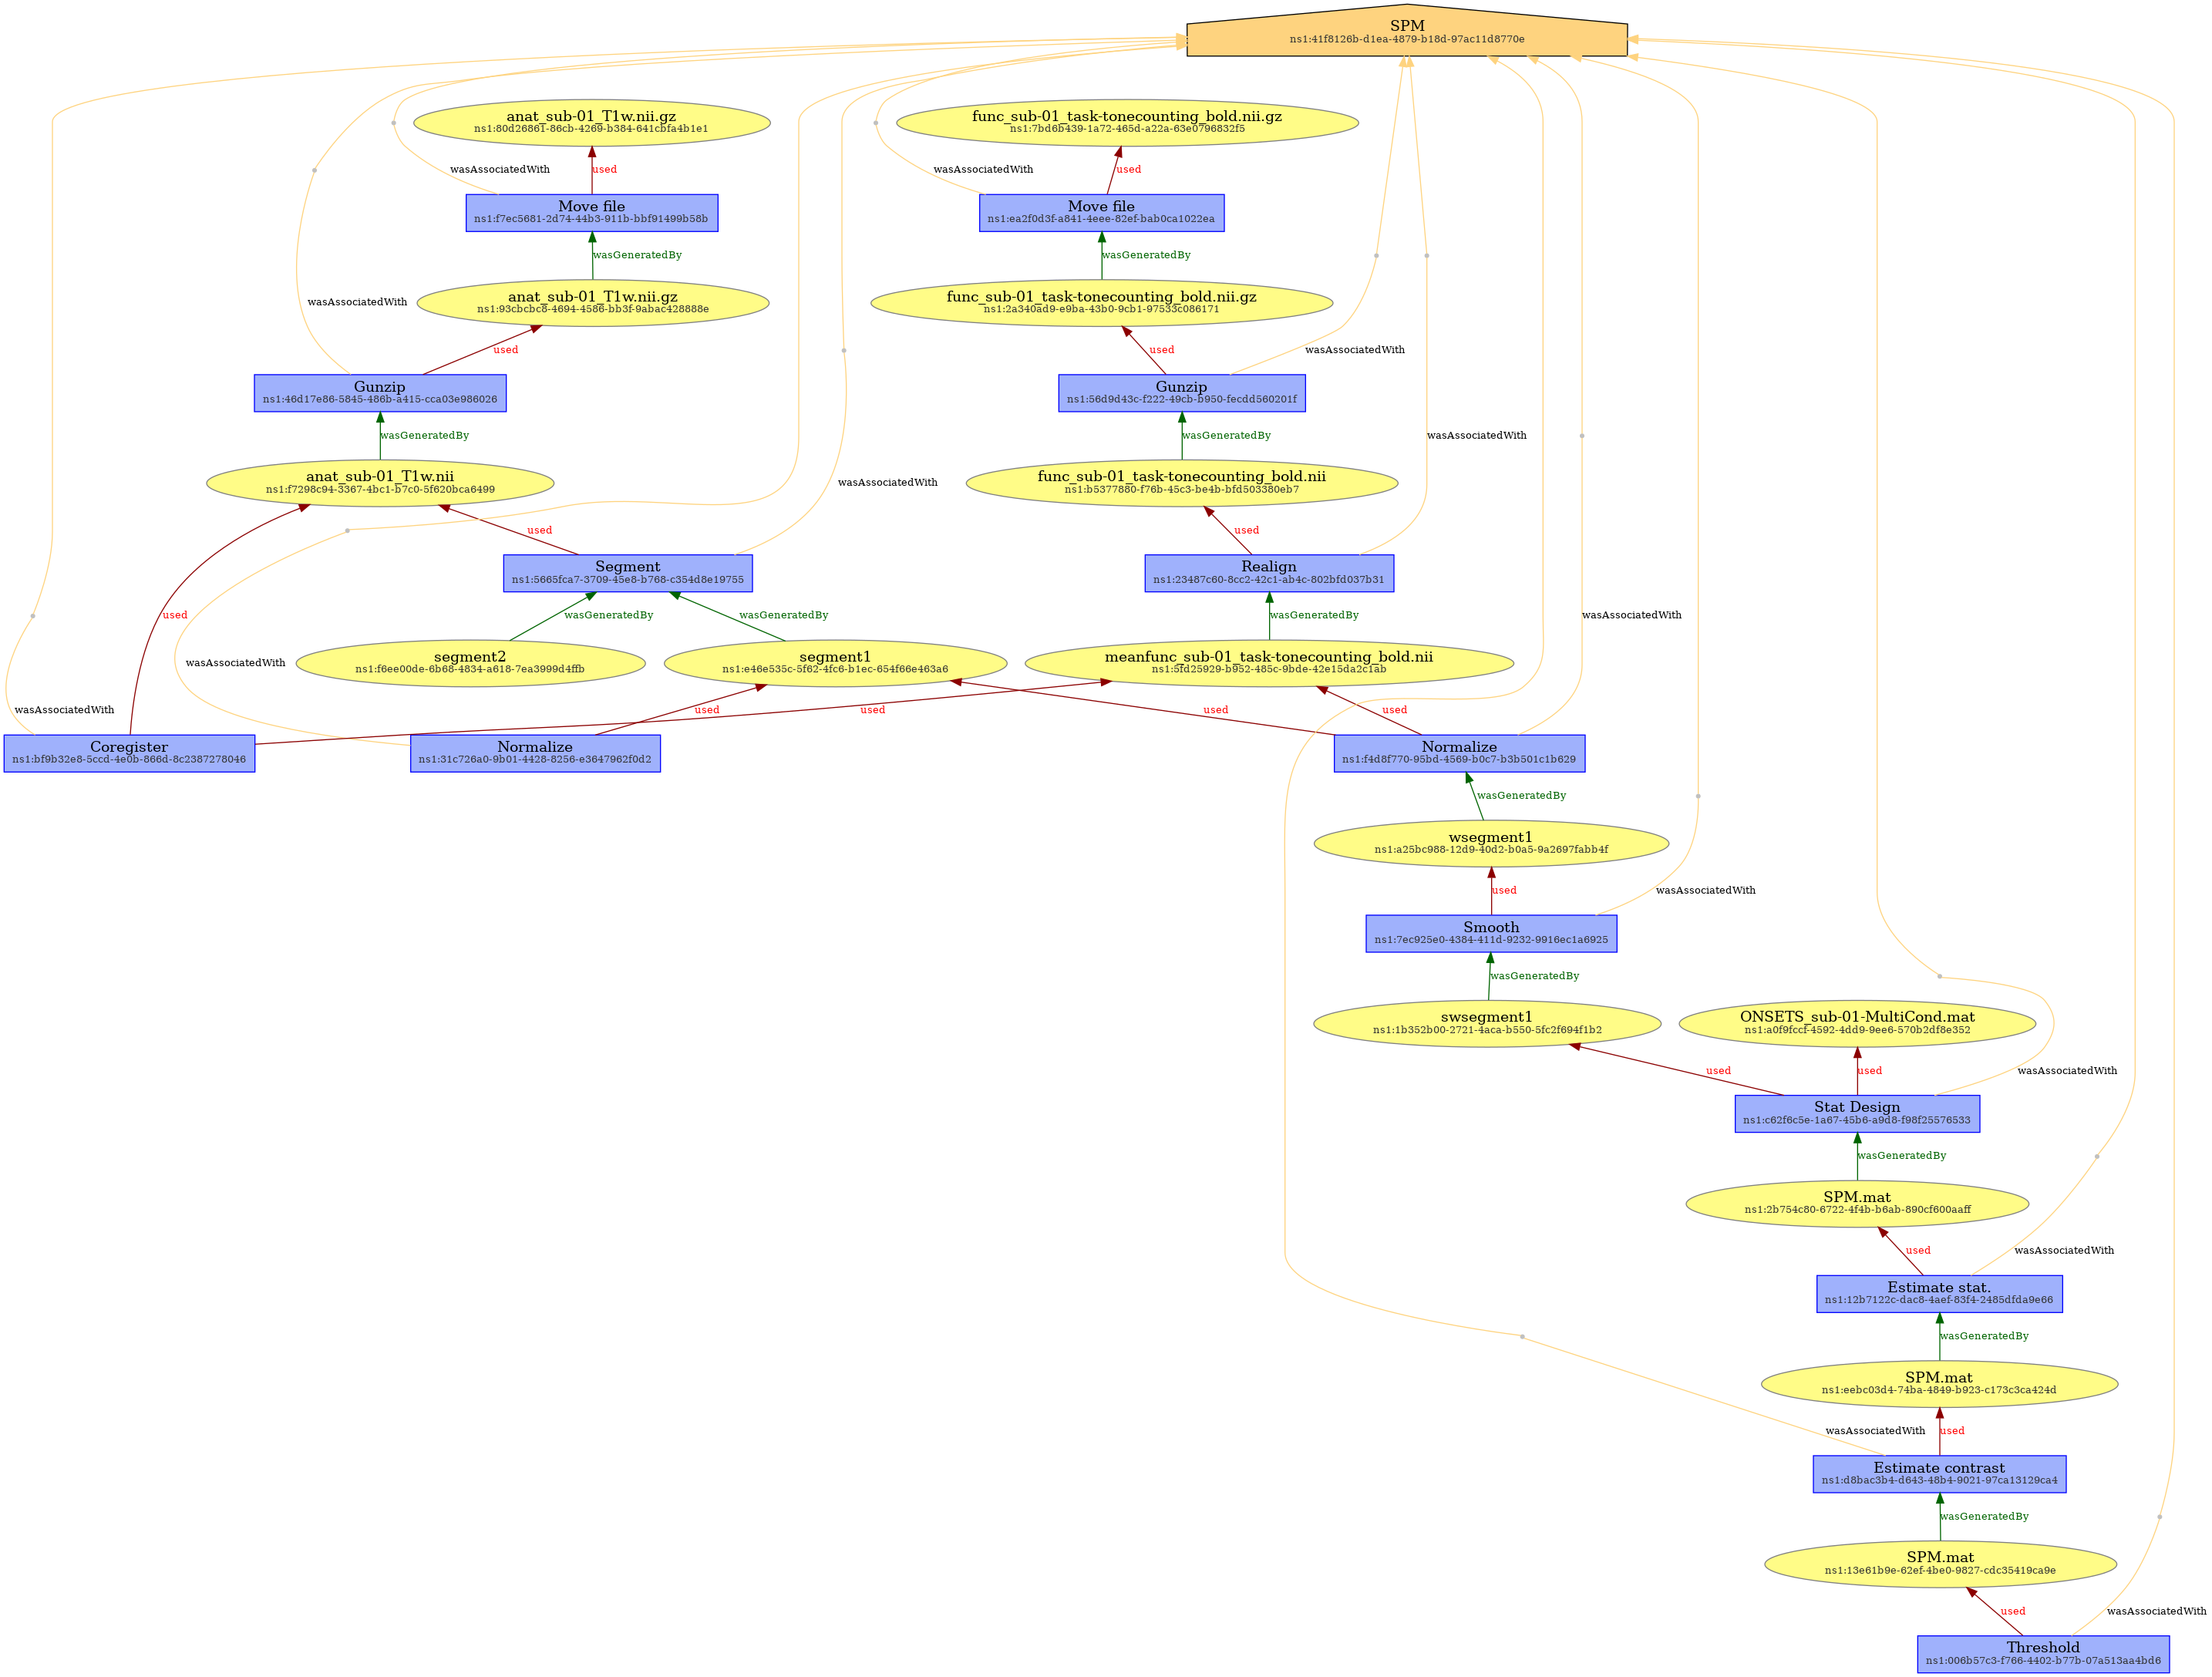 SPM
ns1:41f8126b-d1ea-4879-b18d-97ac11d8770e
anat_sub-01_T1w.nii.gz
ns1:80d26861-86cb-4269-b384-641cbfa4b1e1
func_sub-01_task-tonecounting_bold.nii.gz
ns1:7bd6b439-1a72-465d-a22a-63e0796832f5
wasAssociatedWith
used
wasAssociatedWith
used
Move file
ns1:f7ec5681-2d74-44b3-911b-bbf91499b58b
Move file
ns1:ea2f0d3f-a841-4eee-82ef-bab0ca1022ea
wasGeneratedBy
wasGeneratedBy
wasAssociatedWith
anat_sub-01_T1w.nii.gz
ns1:93cbcbc8-4694-4586-bb3f-9abac428888e
func_sub-01_task-tonecounting_bold.nii.gz
ns1:2a340ad9-e9ba-43b0-9cb1-97533c086171
used
used
wasAssociatedWith
Gunzip
ns1:46d17e86-5845-486b-a415-cca03e986026
Gunzip
ns1:56d9d43c-f222-49cb-b950-fecdd560201f
wasGeneratedBy
wasGeneratedBy
wasAssociatedWith
anat_sub-01_T1w.nii
ns1:f7298c94-3367-4bc1-b7c0-5f620bca6499
wasAssociatedWith
func_sub-01_task-tonecounting_bold.nii
ns1:b5377880-f76b-45c3-be4b-bfd503380eb7
used
used
Segment
ns1:5665fca7-3709-45e8-b768-c354d8e19755
Realign
ns1:23487c60-8cc2-42c1-ab4c-802bfd037b31
used
wasGeneratedBy
wasGeneratedBy
wasGeneratedBy
wasAssociatedWith
wasAssociatedWith
segment2
ns1:f6ee00de-6b68-4834-a618-7ea3999d4ffb
segment1
ns1:e46e535c-5f62-4fc6-b1ec-654f66e463a6
meanfunc_sub-01_task-tonecounting_bold.nii
ns1:5fd25929-b952-485c-9bde-42e15da2c1ab
wasAssociatedWith
used
used
used
used
Coregister
ns1:bf9b32e8-5ccd-4e0b-866d-8c2387278046
Normalize
ns1:31c726a0-9b01-4428-8256-e3647962f0d2
Normalize
ns1:f4d8f770-95bd-4569-b0c7-b3b501c1b629
wasGeneratedBy
wsegment1
ns1:a25bc988-12d9-40d2-b0a5-9a2697fabb4f
used
wasAssociatedWith
Smooth
ns1:7ec925e0-4384-411d-9232-9916ec1a6925
wasGeneratedBy
swsegment1
ns1:1b352b00-2721-4aca-b550-5fc2f694f1b2
ONSETS_sub-01-MultiCond.mat
ns1:a0f9fccf-4592-4dd9-9ee6-570b2df8e352
used
used
wasAssociatedWith
Stat Design
ns1:c62f6c5e-1a67-45b6-a9d8-f98f25576533
wasGeneratedBy
SPM.mat
ns1:2b754c80-6722-4f4b-b6ab-890cf600aaff
used
wasAssociatedWith
Estimate stat.
ns1:12b7122c-dac8-4aef-83f4-2485dfda9e66
wasGeneratedBy
SPM.mat
ns1:eebc03d4-74ba-4849-b923-c173c3ca424d
wasAssociatedWith
used
Estimate contrast
ns1:d8bac3b4-d643-48b4-9021-97ca13129ca4
wasGeneratedBy
SPM.mat
ns1:13e61b9e-62ef-4be0-9827-cdc35419ca9e
used
wasAssociatedWith
Threshold
ns1:006b57c3-f766-4402-b77b-07a513aa4bd6